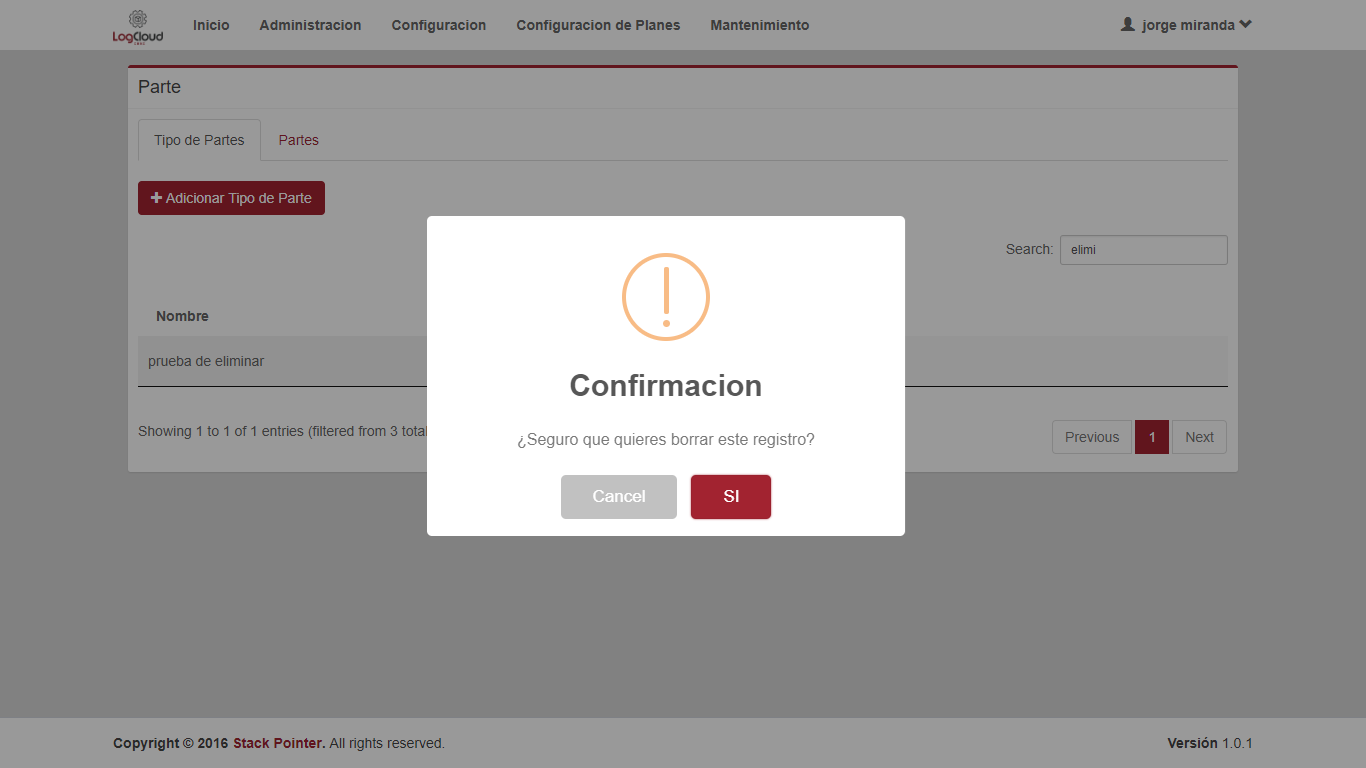 LogCloud
Inicio Administracion Configuracion Configuracion de Planes Mantenimiento jorge miranda
Parte
Tipo de Partes Partes
Adicionar Tipo de Parte
Search: elimi
Nombre
prueba de eliminar
Showing 1 to 1 of 1 entries (filtered from 3 total
Previous 1 Next
Confirmacion
¿Seguro que quieres borrar este registro?
Cancel SI
Copyright © 2016 Stack Pointer. All rights reserved. Versión 1.0.1